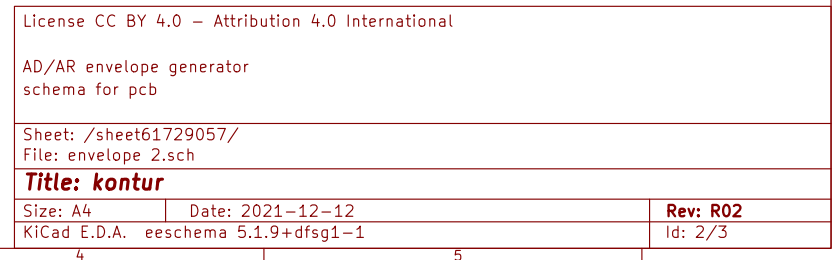 License CC BY 4.0 – Attribution 4.0 International
AD/AR envelope generator
schema for pcb
Sheet: /sheet61729057/
File: envelope 2.sch
Title: kontur
Size: A4 Date: 2021–12–12 Rev: R02
KiCad E.D.A. eeschema 5.1.9+dfsg1–1 Id: 2/3
4 5